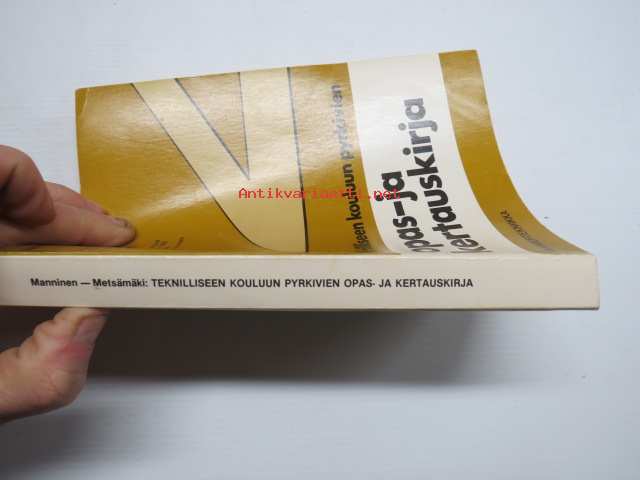 lliseen kouluun pyrkivien
opas- ja
kertauskirja
Antikvariaatti.net
Manninen — Metsämäki: TEKNILLISEEN KOULUUN PYRKIVIEN OPAS- JA KERTAUSKIRJA